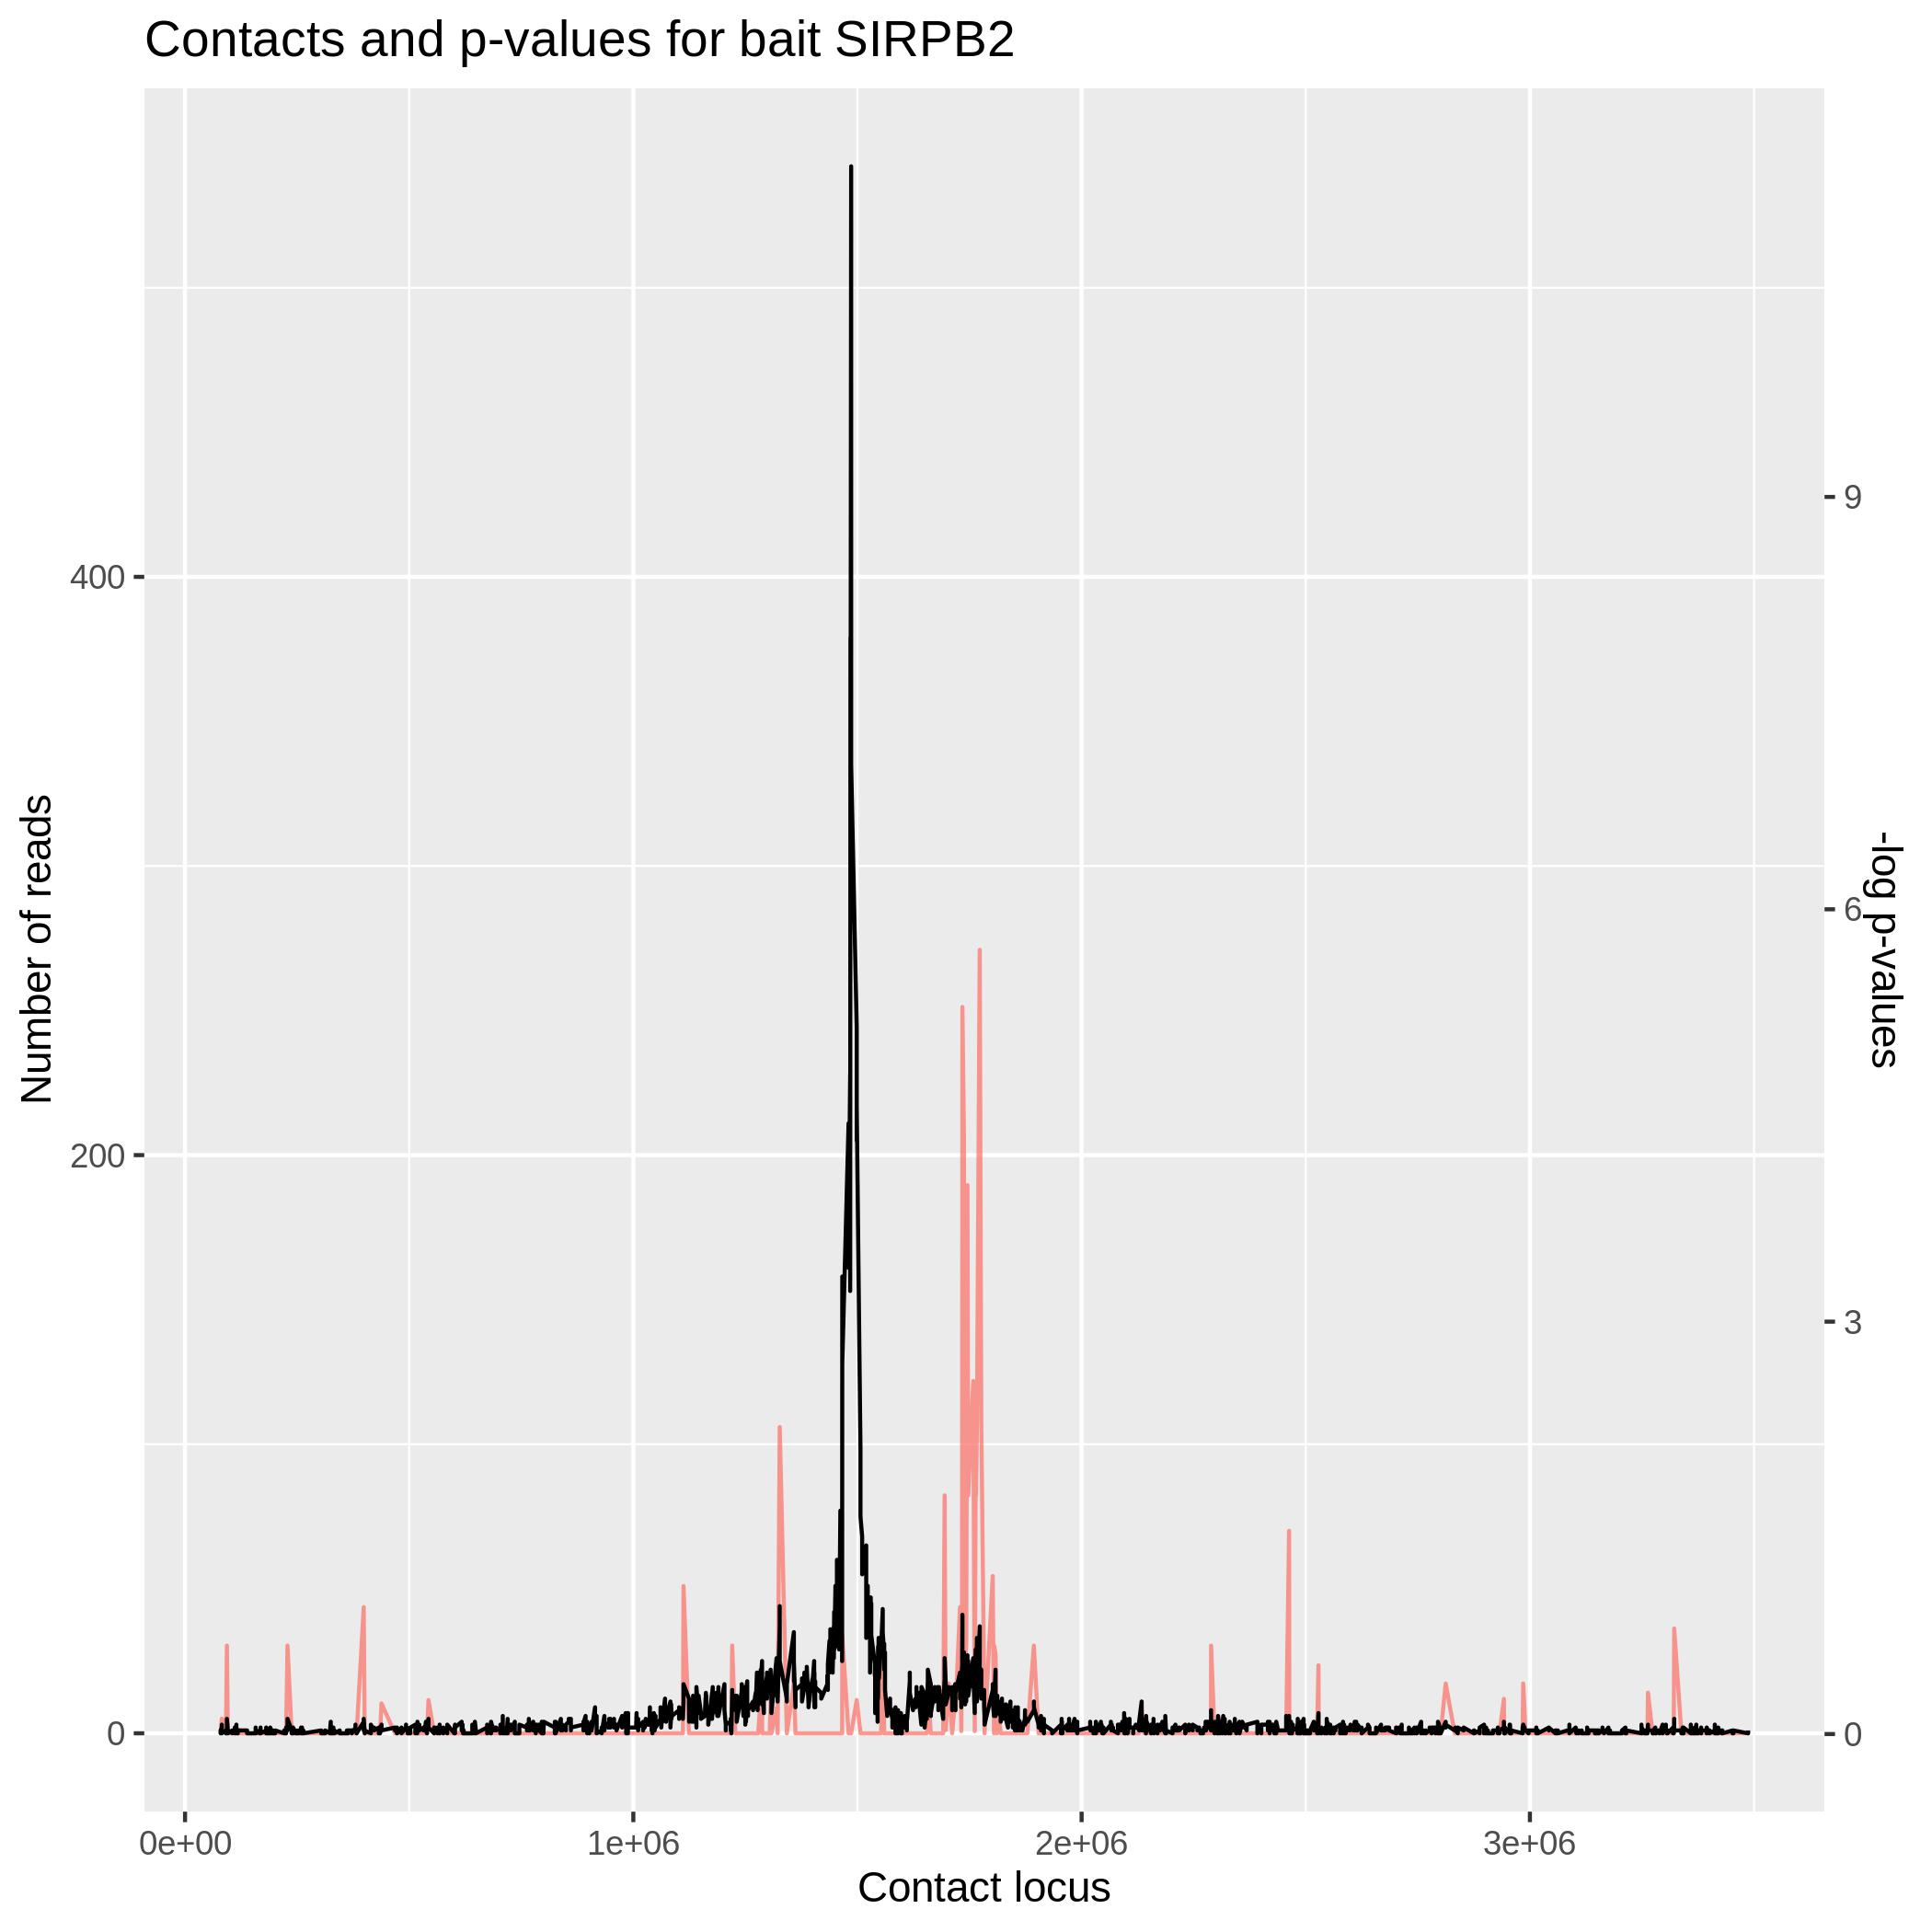 Contacts and p-values for bait SIRPB2
Number of reads
400
200
0
9
6
3
0
-log p-values
0e+00
1e+06
2e+06
3e+06
Contact locus